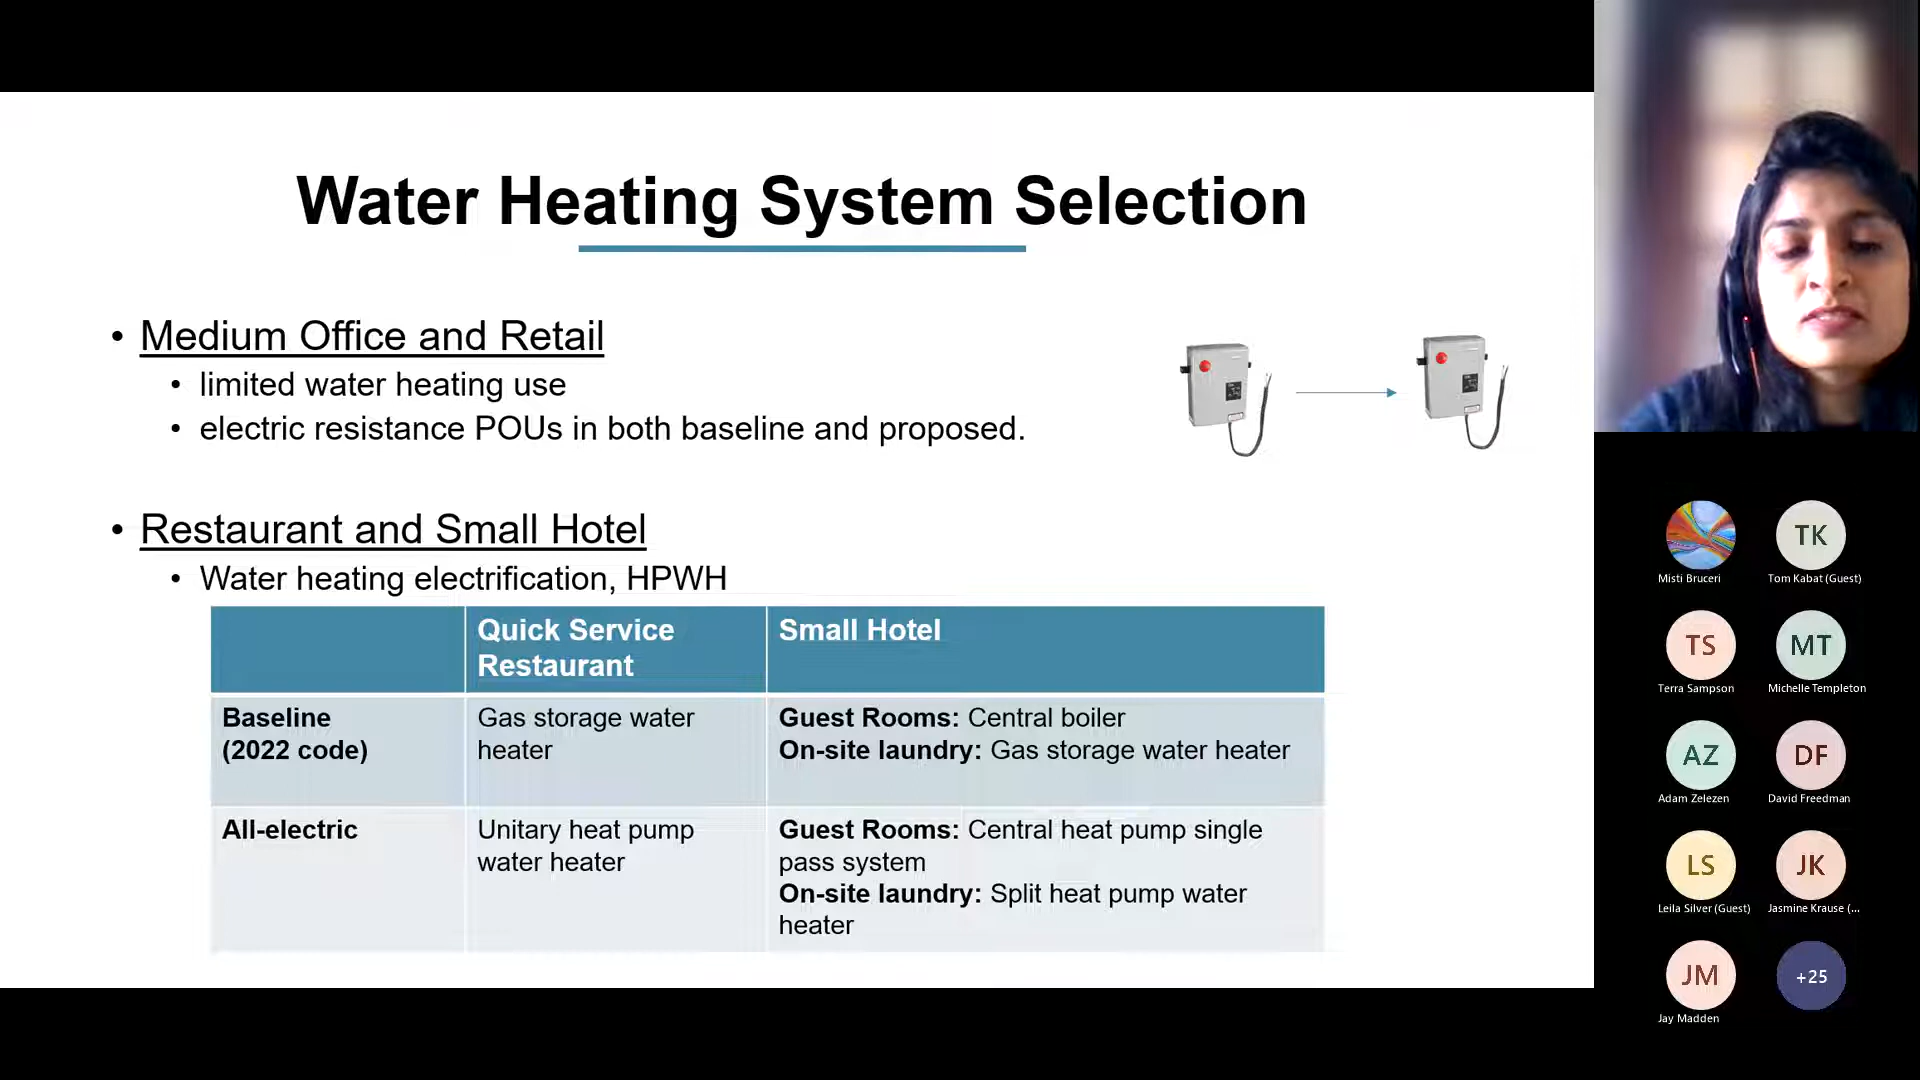 Water Heating System Selection
• Medium Office and Retail
• limited water heating use
• electric resistance POUs in both baseline and proposed.
• Restaurant and Small Hotel
• Water heating electrification, HPWH
Quick Service
Restaurant
Small Hotel
Baseline
(2022 code)
Gas storage water
heater
Guest Rooms: Central boiler
On-site laundry: Gas storage water heater
All-electric
Unitary heat pump
water heater
Guest Rooms: Central heat pump single
pass system
On-site laundry: Split heat pump water
heater
Misti Bruceri
TK
Tom Kabat (Guest)
TS
Terra Sampson
MT
Michelle Templeton
AZ
Adam Zelezen
DF
David Freedman
LS
Leila Silver (Guest)
JK
Jasmine Krause (...
JM
Jay Madden
+25